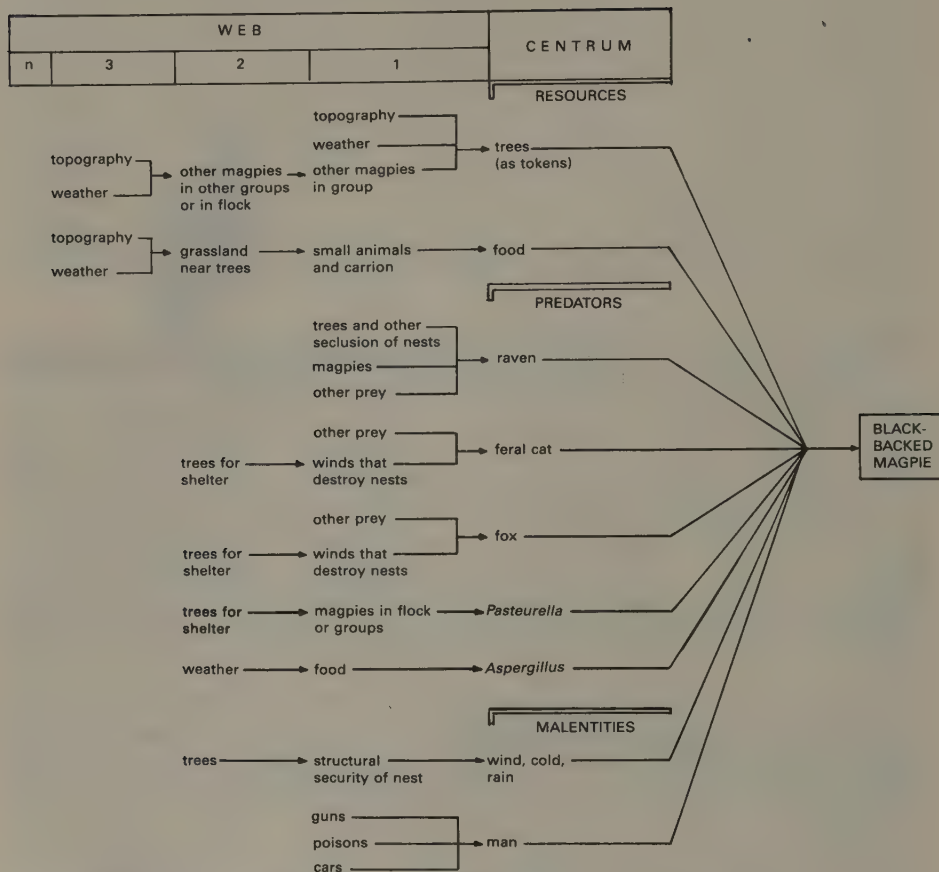 WEB
CENTRUM
n 3 2 1
RESOURCES
topography
weather
other magpies
in group
trees
(as tokens)
topography
weather
other magpies
in other groups
or in flock
topography
weather
grassland
near trees
small animals
and carrion
food
PREDATORS
trees and other
seclusion of nests
magpies
other prey
raven
other prey
trees for
shelter
winds that
destroy nests
feral cat
BLACK-
BACKED
MAGPIE
other prey
trees for
shelter
winds that
destroy nests
fox
trees for
shelter
magpies in flock
or groups
Pasteurella
weather
food
Aspergillus
MALENTITIES
trees
structural
security of nest
wind, cold,
rain
guns
poisons
cars
man